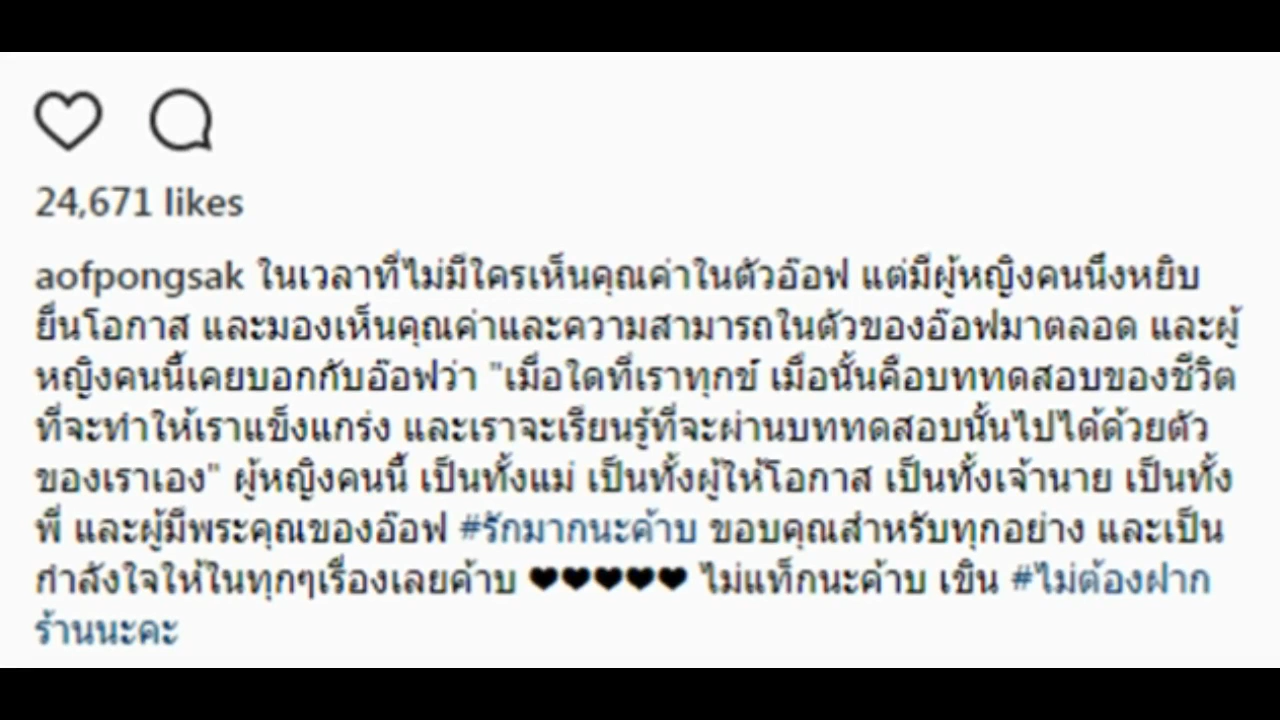 24,671 likes
aofpongsak ในเวลาที่ไม่มีใครเห็นคุณค่าในตัวอ๊อฟ แต่มีผู้หญิงคนนึงหยิบ
ยื่นโอกาส และมองเห็นคุณค่าและความสามารถในตัวของอ๊อฟมาตลอด และผู้
หญิงคนนี้เคยบอกกับอ๊อฟว่า "เมื่อใดที่เราทุกข์ เมื่อนั้นคือบททดสอบของชีวิต
ที่จะทำให้เราแข็งแกร่ง และเราจะเรียนรู้ที่จะผ่านบททดสอบนั้นไปได้ด้วยตัว
ของเราเอง" ผู้หญิงคนนี้ เป็นทั้งแม่ เป็นทั้งผู้ให้โอกาส เป็นทั้งเจ้านาย เป็นทั้ง
พี่ และผู้มีพระคุณของอ๊อฟ #รักมากนะค้าบ ขอบคุณสำหรับทุกอย่าง และเป็น
กำลังใจให้ในทุกๆเรื่องเลยค้าบ ♥♥♥♥♥ ไม่แท็กนะค้าบ เขิน #ไม่ต้องฝาก
ร้านนะคะ